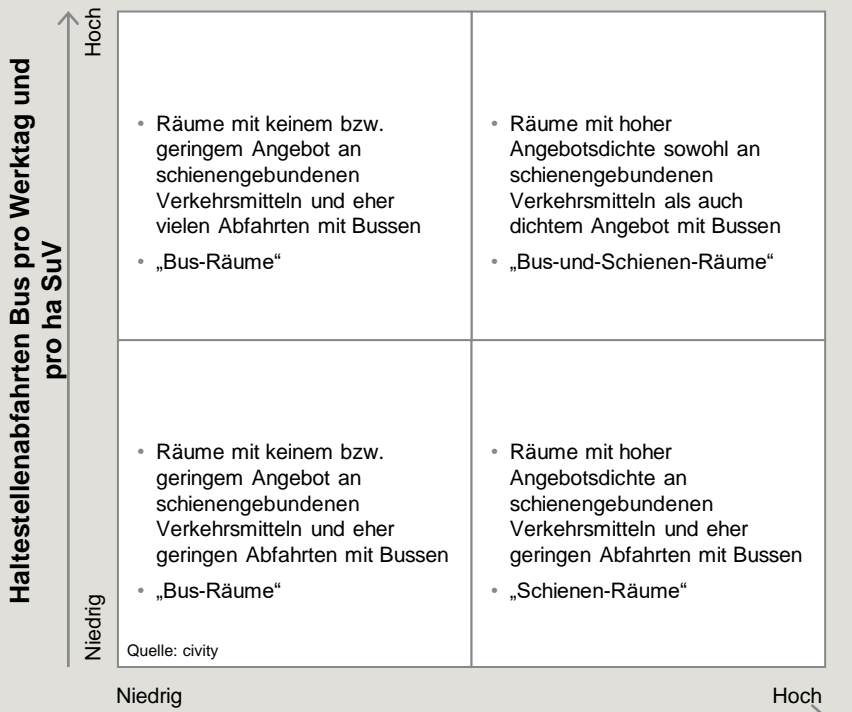 Haltestellenabfahrten Bus pro Werktag und
pro ha SuV
Hoch
• Räume mit keinem bzw.
geringem Angebot an
schienengebundenen
Verkehrsmitteln und eher
vielen Abfahrten mit Bussen
• „Bus-Räume“
• Räume mit hoher
Angebotsdichte sowohl an
schienengebundenen
Verkehrsmitteln als auch
dichtem Angebot mit Bussen
• „Bus-und-Schienen-Räume“
• Räume mit keinem bzw.
geringem Angebot an
schienengebundenen
Verkehrsmitteln und eher
geringen Abfahrten mit Bussen
• „Bus-Räume“
• Räume mit hoher
Angebotsdichte an
schienengebundenen
Verkehrsmitteln und eher
geringen Abfahrten mit Bussen
• „Schienen-Räume“
Niedrig
Quelle: civity
Niedrig
Hoch